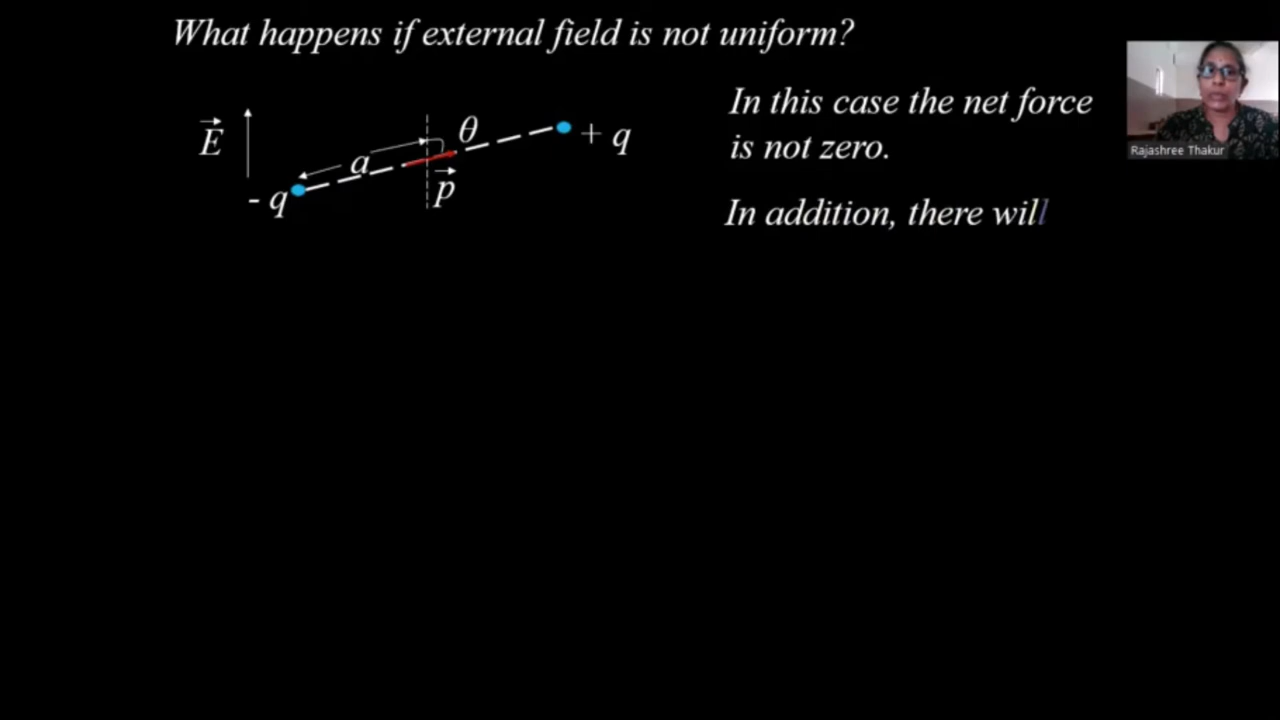 What happens if external field is not uniform?
In this case the net force
is not zero.
In addition, there will
E
θ
a
+ q
- q
p
Rajashree Thakur